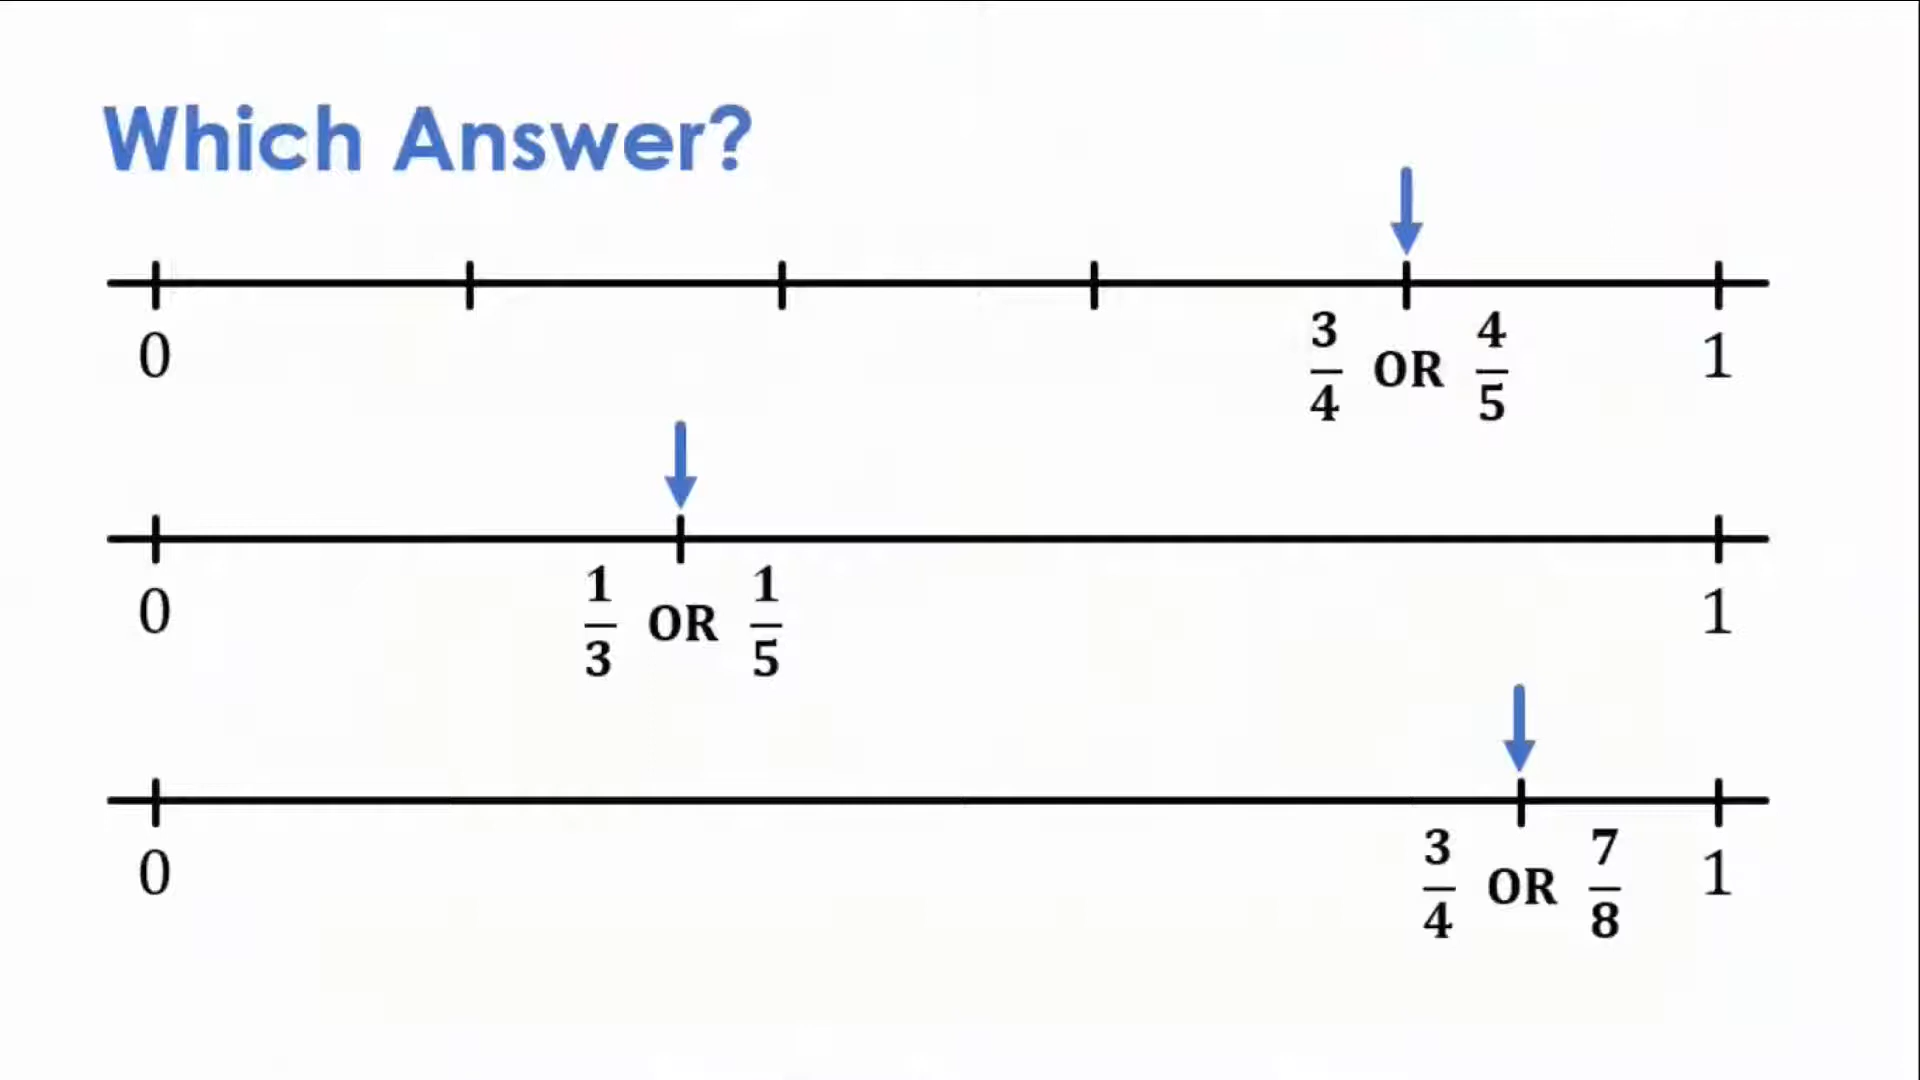 Which Answer?
0 3/4 OR 4/5 1
0 1/3 OR 1/5 1
0 3/4 OR 7/8 1